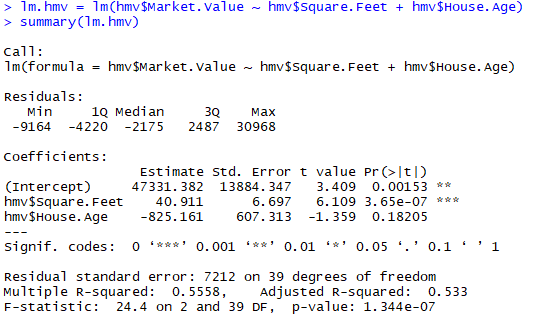 > lm.hmv = lm(hmv$Market.Value ~ hmv$Square.Feet + hmv$House.Age)
> summary(lm.hmv)
Call:
lm(formula = hmv$Market.Value ~ hmv$Square.Feet + hmv$House.Age)
Residuals:
   Min     1Q Median     3Q    Max
 -9164  -4220  -2175   2487  30968
Coefficients:
                 Estimate Std. Error t value Pr(>|t|)
(Intercept)     47331.382  13884.347   3.409  0.00153 **
hmv$Square.Feet    40.911      6.697   6.109 3.65e-07 ***
hmv$House.Age    -825.161    607.313  -1.359  0.18205
---
Signif. codes:  0 ‘***’ 0.001 ‘**’ 0.01 ‘*’ 0.05 ‘.’ 0.1 ‘ ’ 1
Residual standard error: 7212 on 39 degrees of freedom
Multiple R-squared:  0.5558,    Adjusted R-squared:  0.533
F-statistic:  24.4 on 2 and 39 DF,  p-value: 1.344e-07